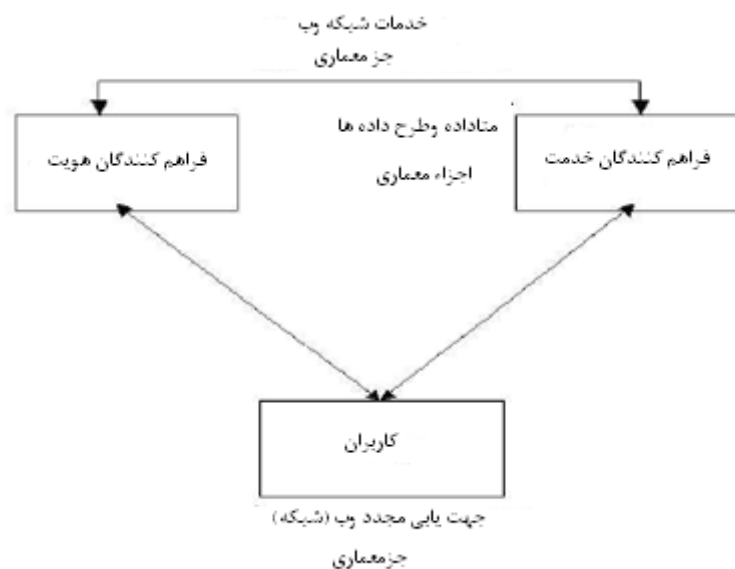 خدمات شبکه وب
جز معماری
متاداده وطرح داده ها
فراهم کنندگان خدمت
فراهم کنندگان هویت
اجزاء معماری
کاربران
جهت یابی مجدد وب (شبکه)
جزمعماری